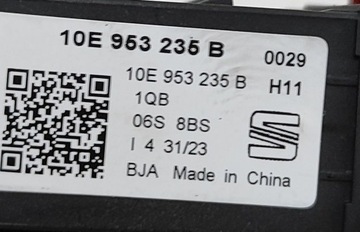 10E 953 235 B 0029
10E 953 235 B H11
1QB
06S 8BS
I 4 31/23
BJA Made in China